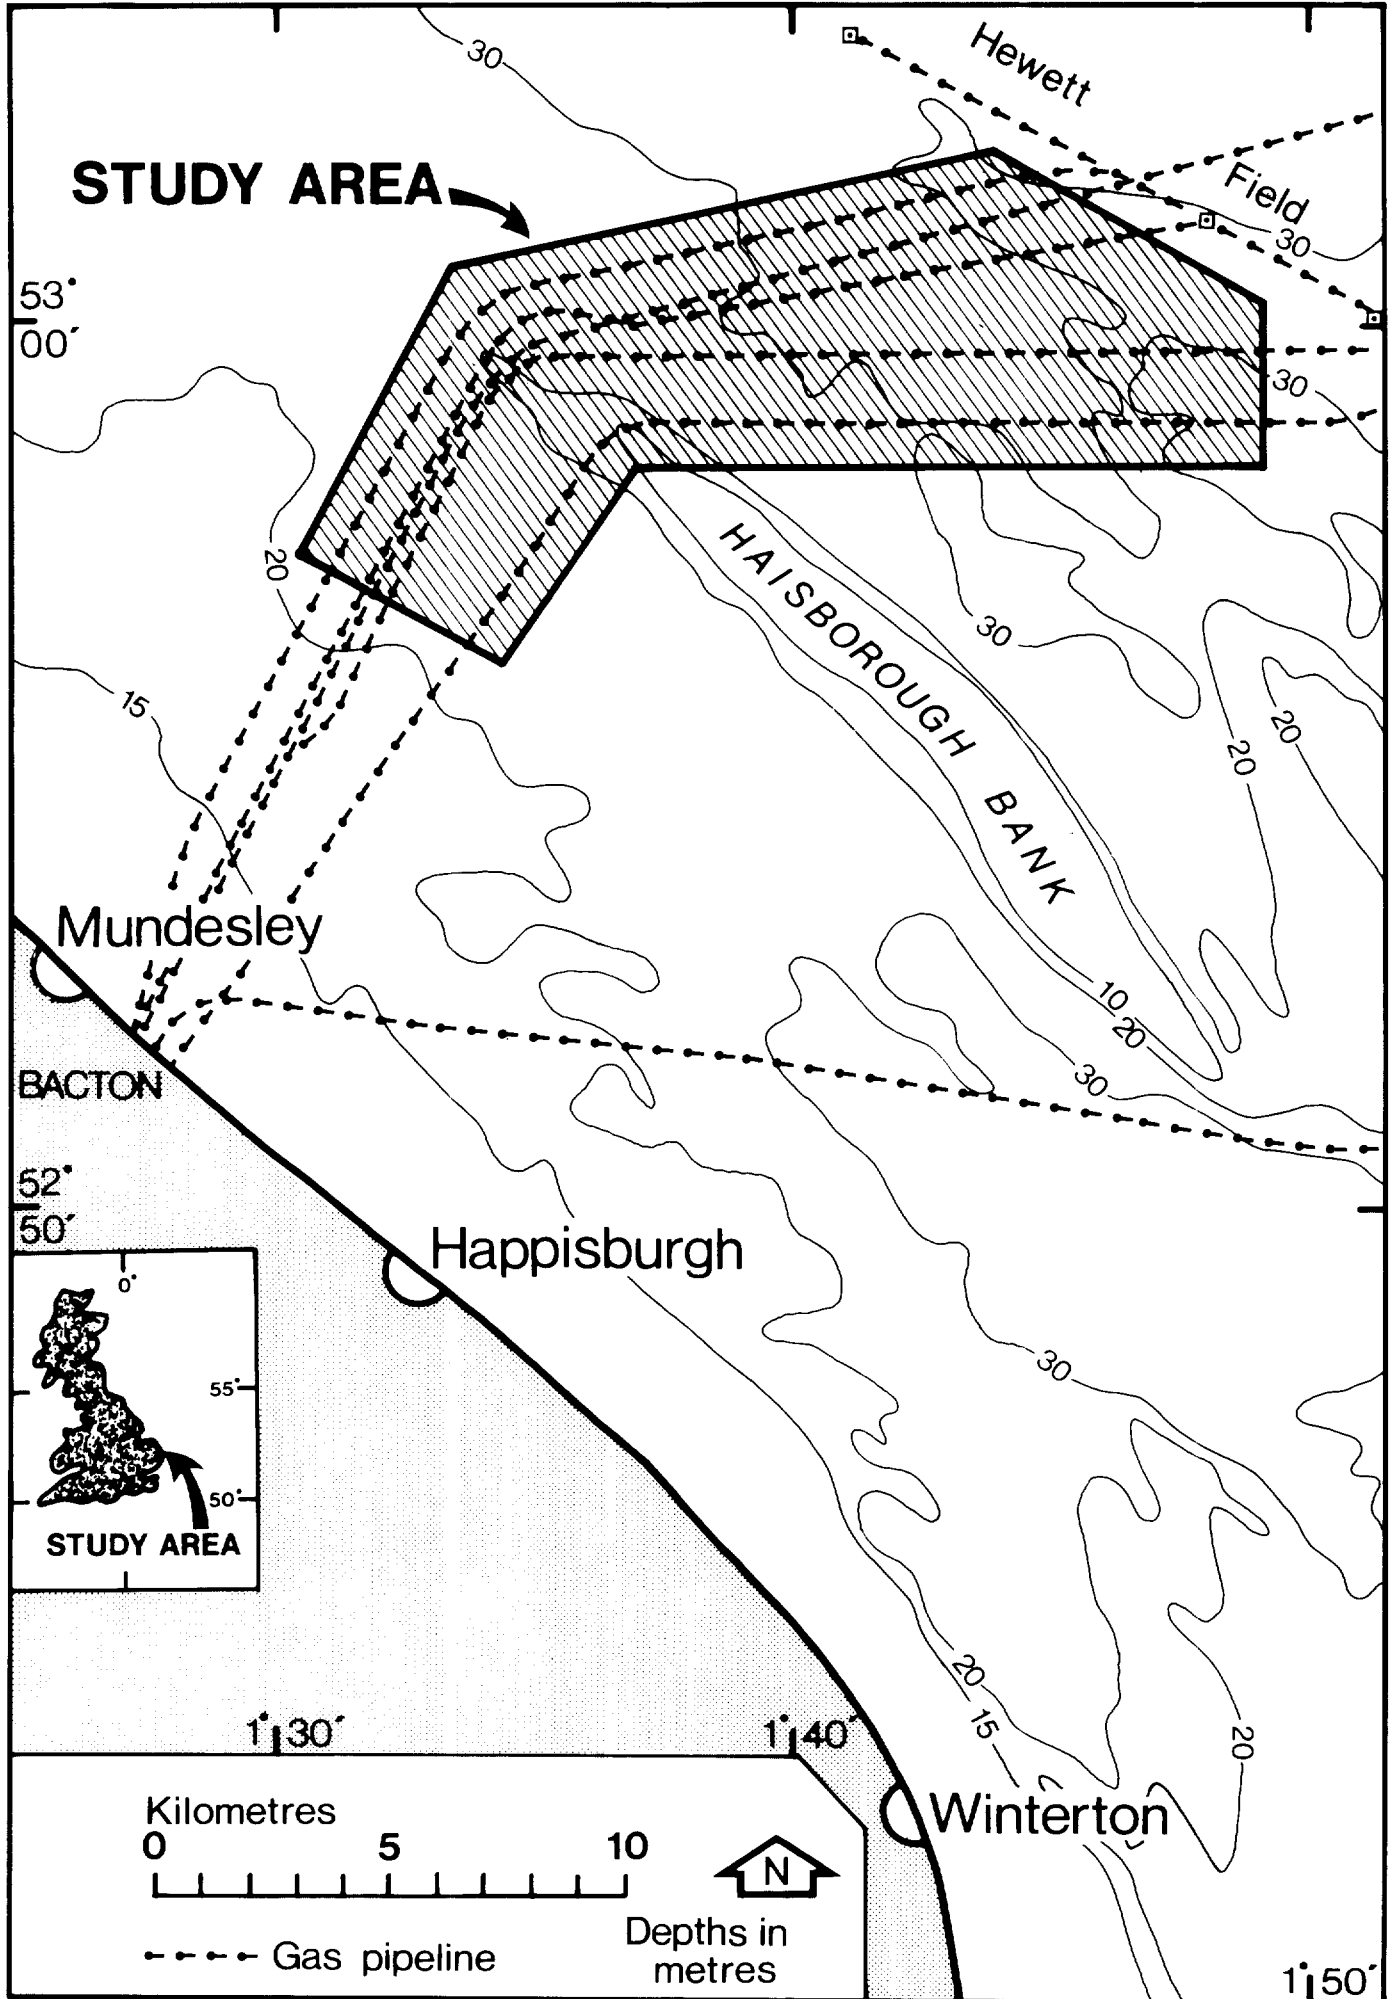 30
Hewett
STUDY AREA
Field
30
53°
00′
30
20
HAISBOROUGH BANK
30
15
20
20
Mundesley
10
20
30
BACTON
52°
50′
Happisburgh
0°
55°
50°
STUDY AREA
30
20
15
20
1° 30′
1° 40′
Winterton
Kilometres
0 5 10
N
Gas pipeline
Depths in
metres
1° 50′